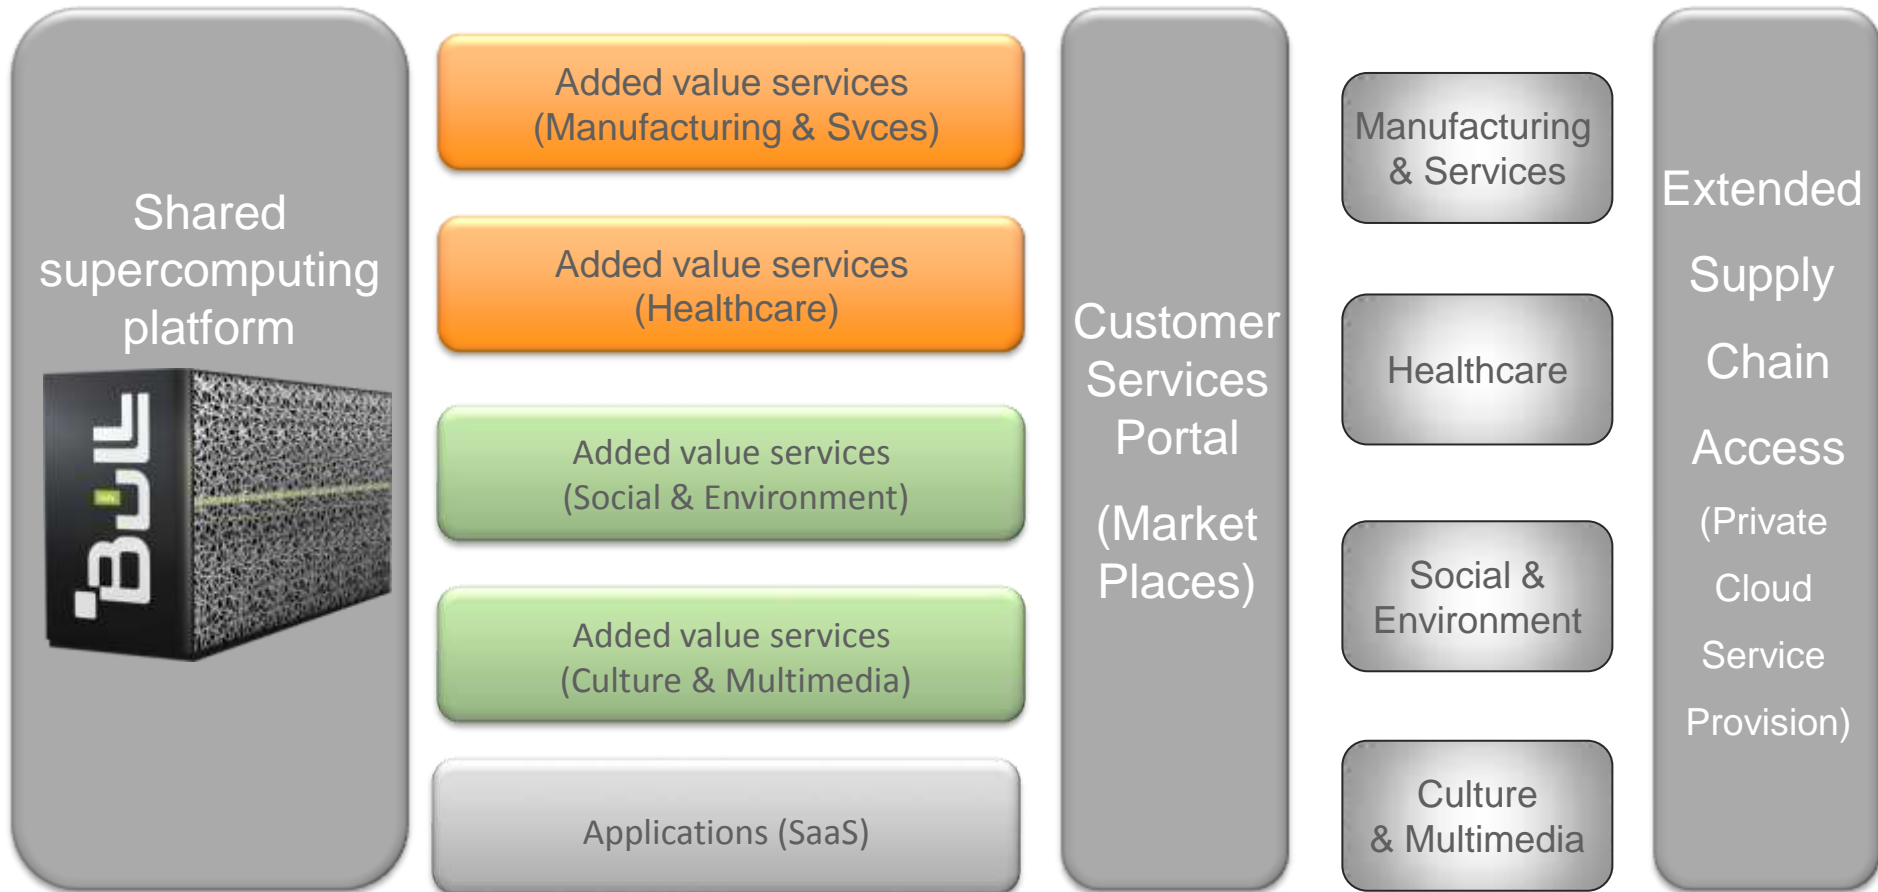 Shared
supercomputing
platform
Bull
Added value services
(Manufacturing & Svces)
Added value services
(Healthcare)
Added value services
(Social & Environment)
Added value services
(Culture & Multimedia)
Applications (SaaS)
Customer
Services
Portal
(Market
Places)
Manufacturing
& Services
Healthcare
Social &
Environment
Culture
& Multimedia
Extended
Supply
Chain
Access
(Private
Cloud
Service
Provision)